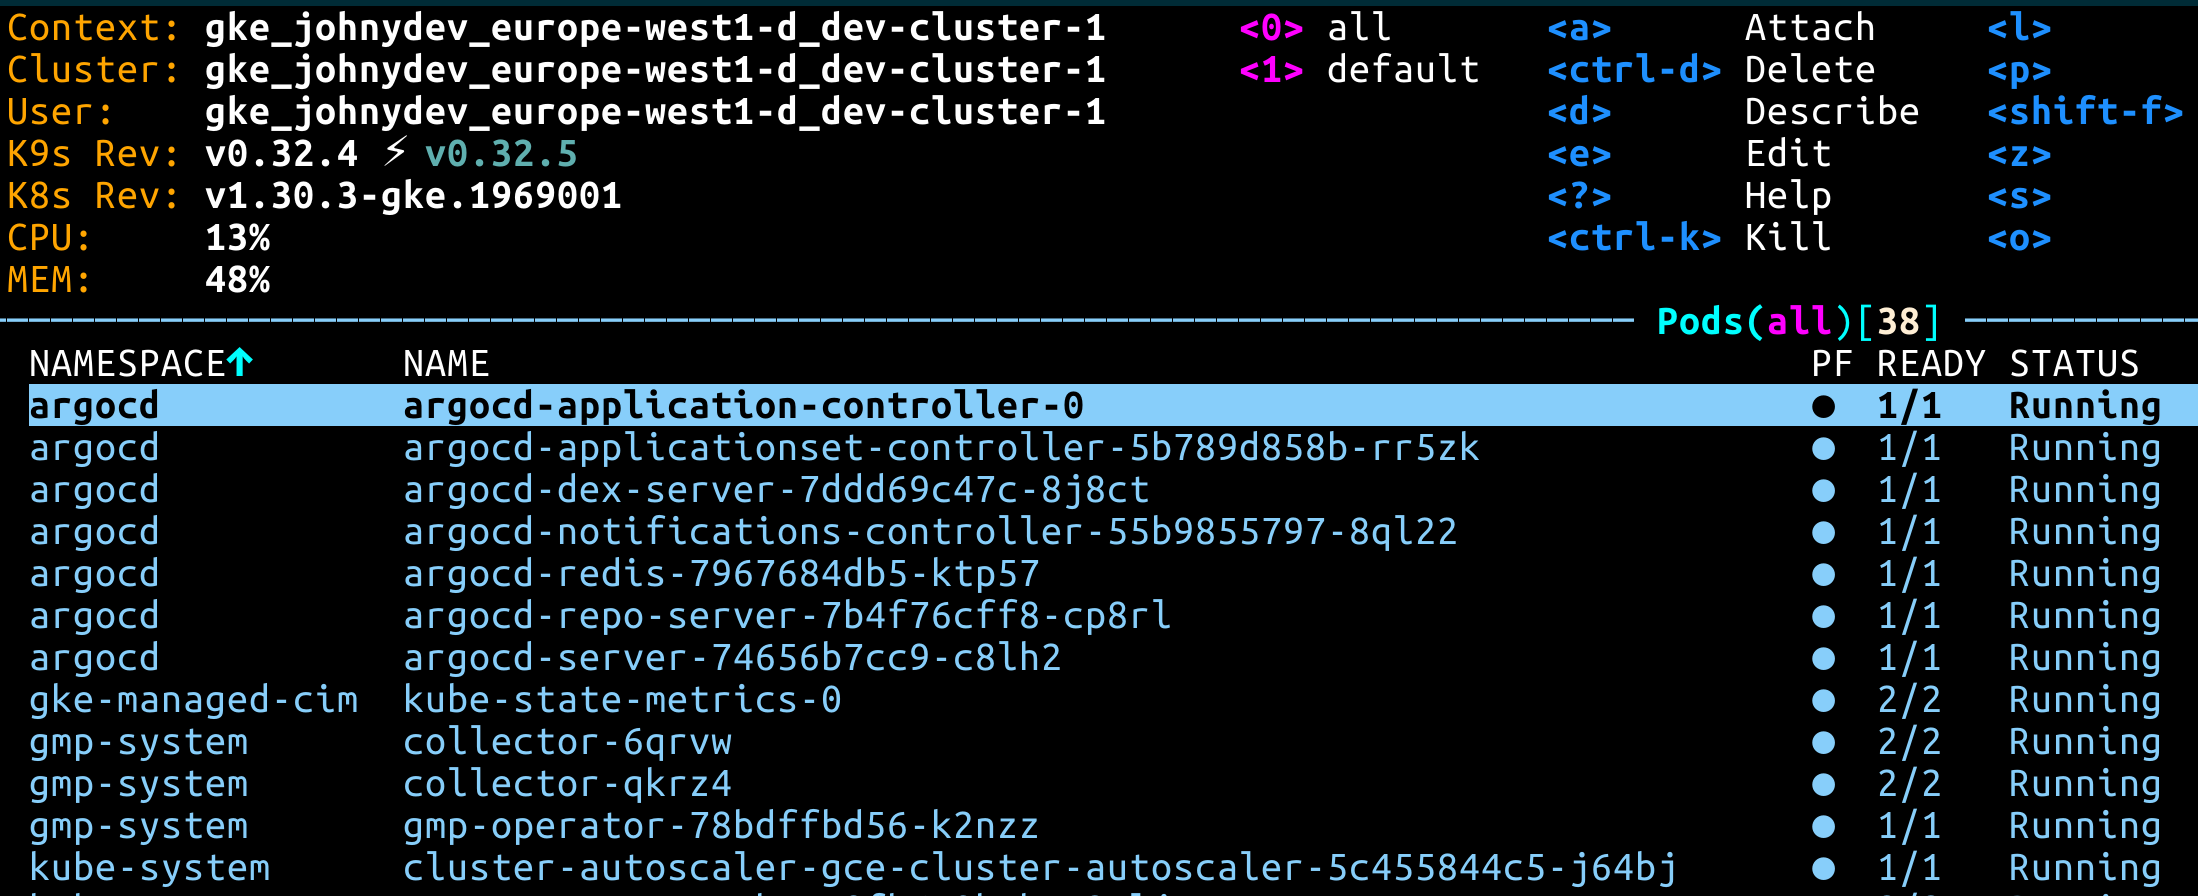 Context: gke_johnydev_europe-west1-d_dev-cluster-1 <0> all <a> Attach <l>
Cluster: gke_johnydev_europe-west1-d_dev-cluster-1 <1> default <ctrl-d> Delete <p>
User: gke_johnydev_europe-west1-d_dev-cluster-1 <d> Describe <shift-f>
K9s Rev: v0.32.4 ⚡ v0.32.5 <e> Edit <z>
K8s Rev: v1.30.3-gke.1969001 <?> Help <s>
CPU: 13% <ctrl-k> Kill <o>
MEM: 48%
Pods(all)[38]
NAMESPACE↑ NAME PF READY STATUS
argocd argocd-application-controller-0 ● 1/1 Running
argocd argocd-applicationset-controller-5b789d858b-rr5zk ● 1/1 Running
argocd argocd-dex-server-7ddd69c47c-8j8ct ● 1/1 Running
argocd argocd-notifications-controller-55b9855797-8ql22 ● 1/1 Running
argocd argocd-redis-7967684db5-ktp57 ● 1/1 Running
argocd argocd-repo-server-7b4f76cff8-cp8rl ● 1/1 Running
argocd argocd-server-74656b7cc9-c8lh2 ● 1/1 Running
gke-managed-cim kube-state-metrics-0 ● 2/2 Running
gmp-system collector-6qrvw ● 2/2 Running
gmp-system collector-qkrz4 ● 2/2 Running
gmp-system gmp-operator-78bdffbd56-k2nzz ● 1/1 Running
kube-system cluster-autoscaler-gce-cluster-autoscaler-5c455844c5-j64bj ● 1/1 Running